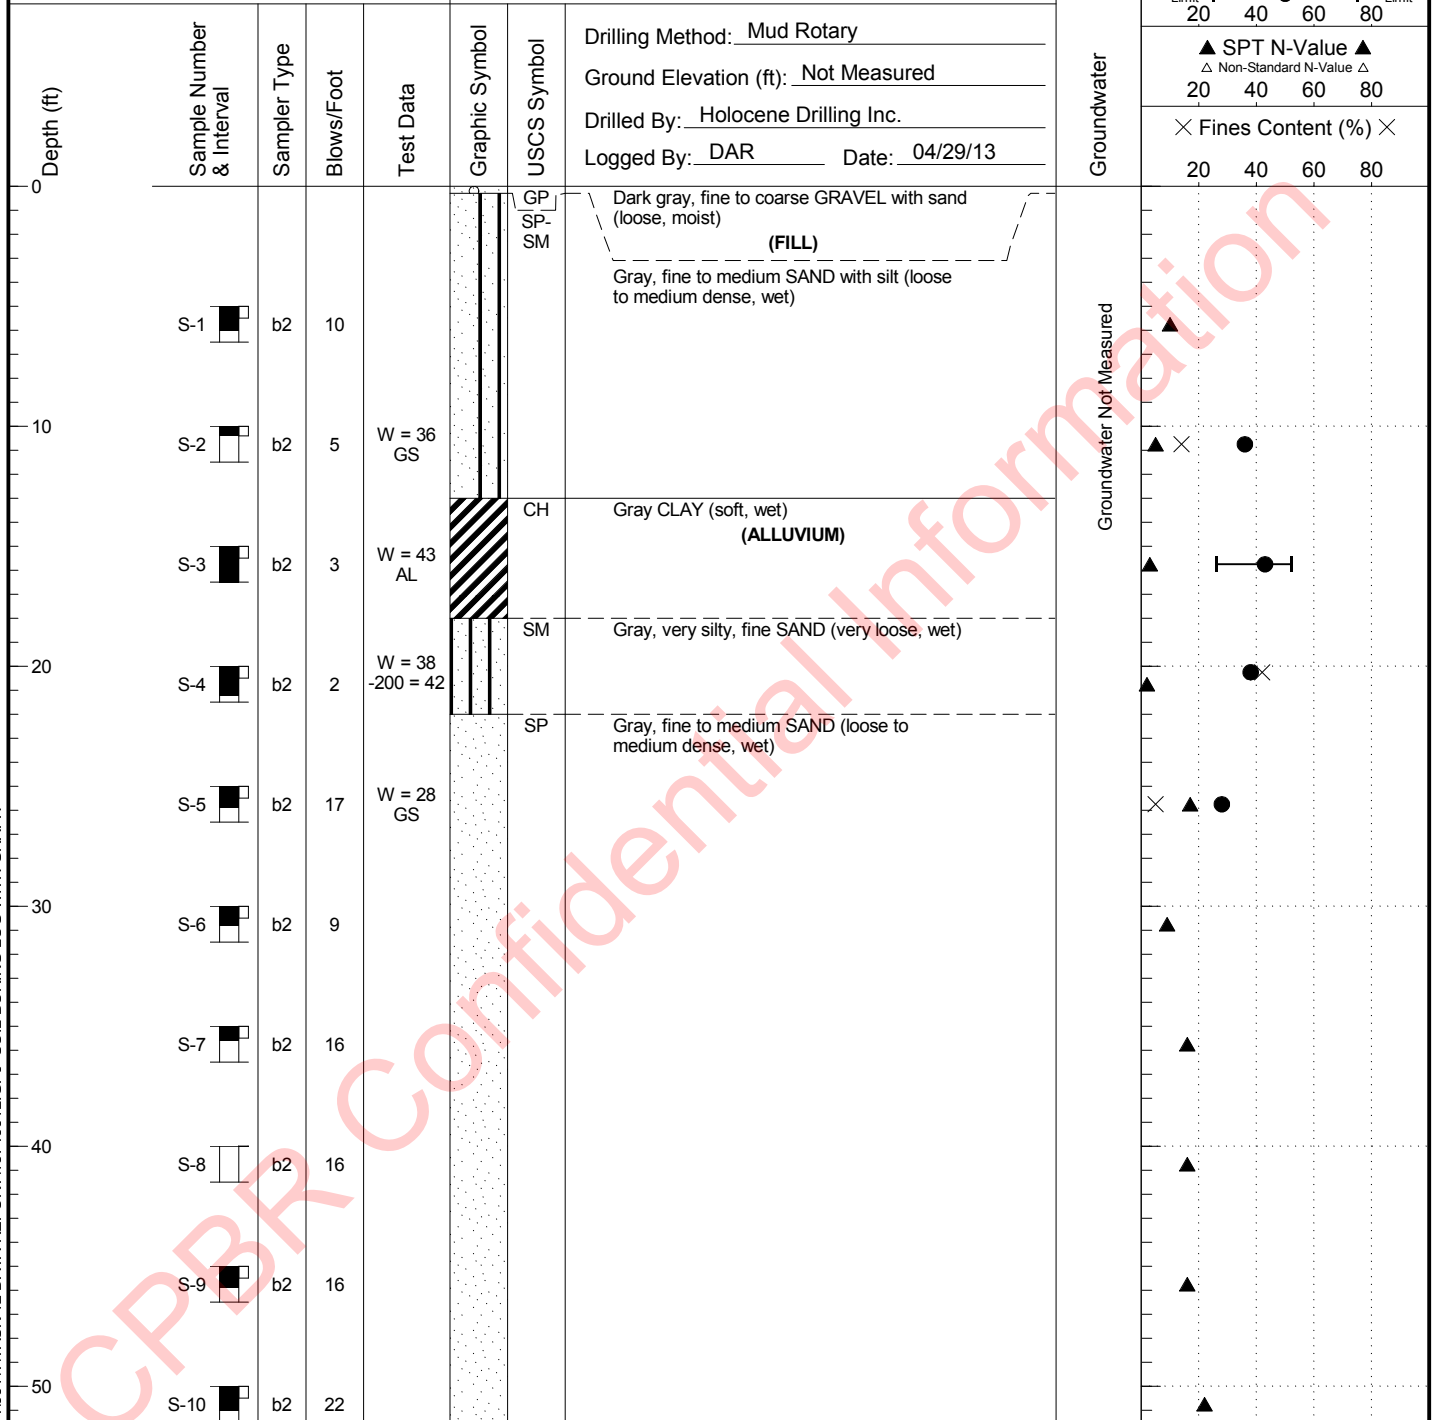 Limit Limit
20 40 60 80
Drilling Method: Mud Rotary
▲ SPT N-Value ▲
△ Non-Standard N-Value △
Ground Elevation (ft): Not Measured
20 40 60 80
Drilled By: Holocene Drilling Inc.
× Fines Content (%) ×
Logged By: DAR Date: 04/29/13
20 40 60 80
Depth (ft)
Sample Number
& Interval
Sampler Type
Blows/Foot
Test Data
Graphic Symbol
USCS Symbol
Groundwater
0
GP Dark gray, fine to coarse GRAVEL with sand
(loose, moist)
SP-
SM
(FILL)
Gray, fine to medium SAND with silt (loose
to medium dense, wet)
S-1 b2 10
Groundwater Not Measured
10
S-2 b2 5 W = 36
GS
CH Gray CLAY (soft, wet)
(ALLUVIUM)
S-3 b2 3 W = 43
AL
SM Gray, very silty, fine SAND (very loose, wet)
20
S-4 b2 2 W = 38
-200 = 42
SP Gray, fine to medium SAND (loose to
medium dense, wet)
S-5 b2 17 W = 28
GS
30
S-6 b2 9
S-7 b2 16
40
S-8 b2 16
S-9 b2 16
50
S-10 b2 22
CPBR Confidential Information